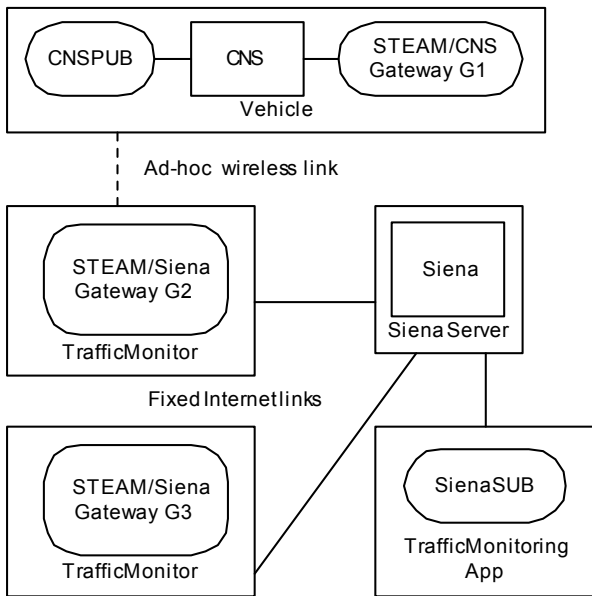 CNSPUB
CNS
STEAM/CNS
Gateway G1
Vehicle
Ad-hoc wireless link
STEAM/Siena
Gateway G2
TrafficMonitor
Siena
Siena Server
Fixed Internet links
STEAM/Siena
Gateway G3
TrafficMonitor
SienaSUB
TrafficMonitoring
App